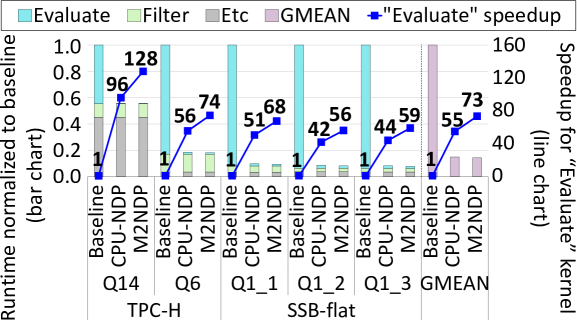 Evaluate Filter Etc GMEAN "Evaluate" speedup
Runtime normalized to baseline
(bar chart)
1.0
0.8
0.6
0.4
0.2
0.0
1 96 128
1 56 74
1 51 68
1 42 56
1 44 59
1 55 73
160
120
80
40
0
Speedup for "Evaluate" kernel
(line chart)
Baseline CPU-NDP M2NDP Baseline CPU-NDP M2NDP Baseline CPU-NDP M2NDP Baseline CPU-NDP M2NDP Baseline CPU-NDP M2NDP Baseline CPU-NDP M2NDP
Q14 Q6 Q1_1 Q1_2 Q1_3 GMEAN
TPC-H SSB-flat